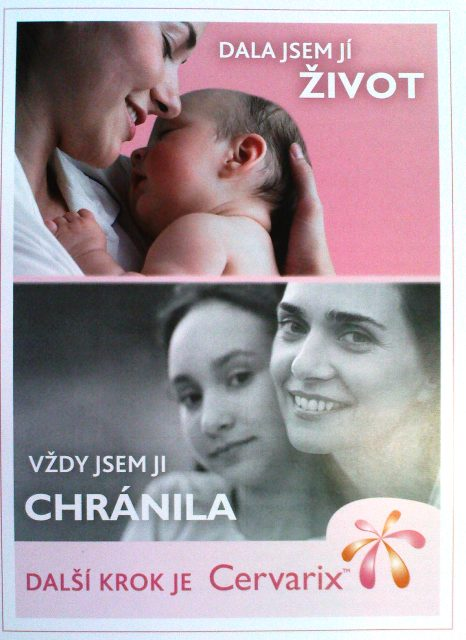 DALA JSEM JÍ
ŽIVOT
VŽDY JSEM JI
CHRÁNILA
DALŠÍ KROK JE Cervarix™